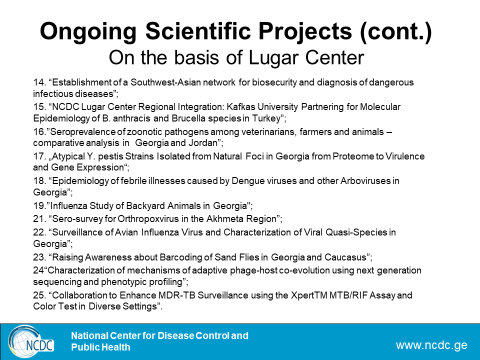 Ongoing Scientific Projects (cont.)
On the basis of Lugar Center
14. “Establishment of a Southwest-Asian network for biosecurity and diagnosis of dangerous
infectious diseases”;
15. “NCDC Lugar Center Regional Integration: Kafkas University Partnering for Molecular
Epidemiology of B. anthracis and Brucella species in Turkey”;
16.”Seroprevalence of zoonotic pathogens among veterinarians, farmers and animals –
comparative analysis in Georgia and Jordan”;
17. „Atypical Y. pestis Strains Isolated from Natural Foci in Georgia from Proteome to Virulence
and Gene Expression“;
18. “Epidemiology of febrile illnesses caused by Dengue viruses and other Arboviruses in
Georgia”;
19.”Influenza Study of Backyard Animals in Georgia“;
21. “Sero-survey for Orthopoxvirus in the Akhmeta Region”;
22. “Surveillance of Avian Influenza Virus and Characterization of Viral Quasi-Species in
Georgia”;
23. “Raising Awareness about Barcoding of Sand Flies in Georgia and Caucasus”;
24“Characterization of mechanisms of adaptive phage-host co-evolution using next generation
sequencing and phenotypic profiling”;
25. “Collaboration to Enhance MDR-TB Surveillance using the XpertTM MTB/RIF Assay and
Color Test in Diverse Settings”.
NCDC
National Center for Disease Control and
Public Health
www.ncdc.ge